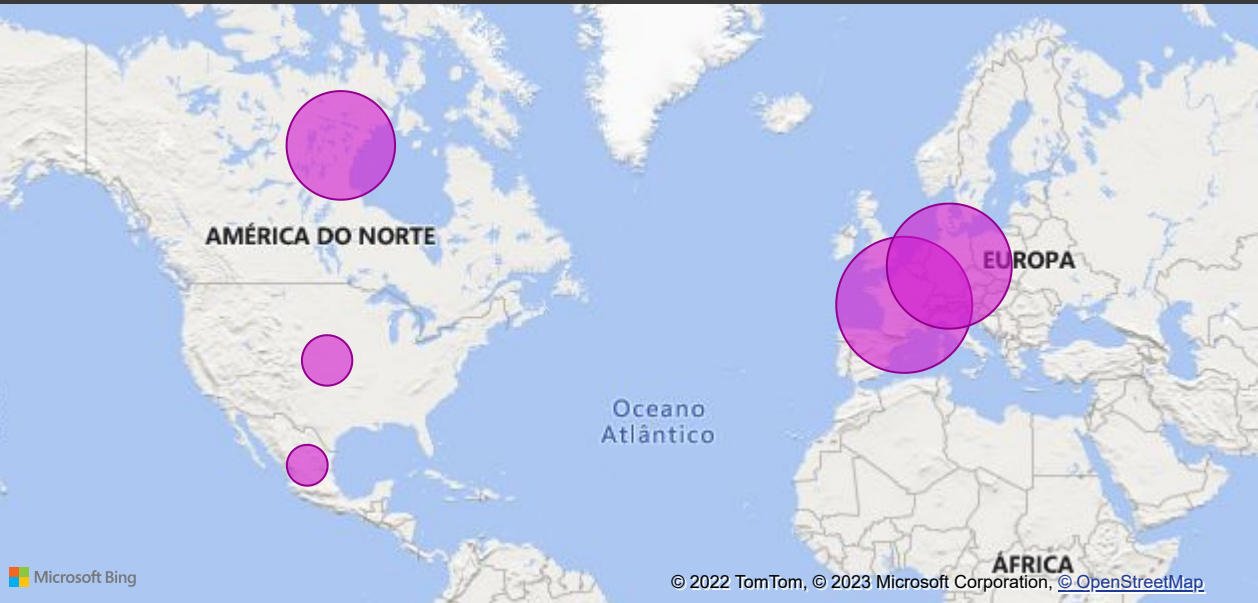 AMÉRICA DO NORTE
EUROPA
Oceano
Atlântico
ÁFRICA
Microsoft Bing
© 2022 TomTom, © 2023 Microsoft Corporation, © OpenStreetMap